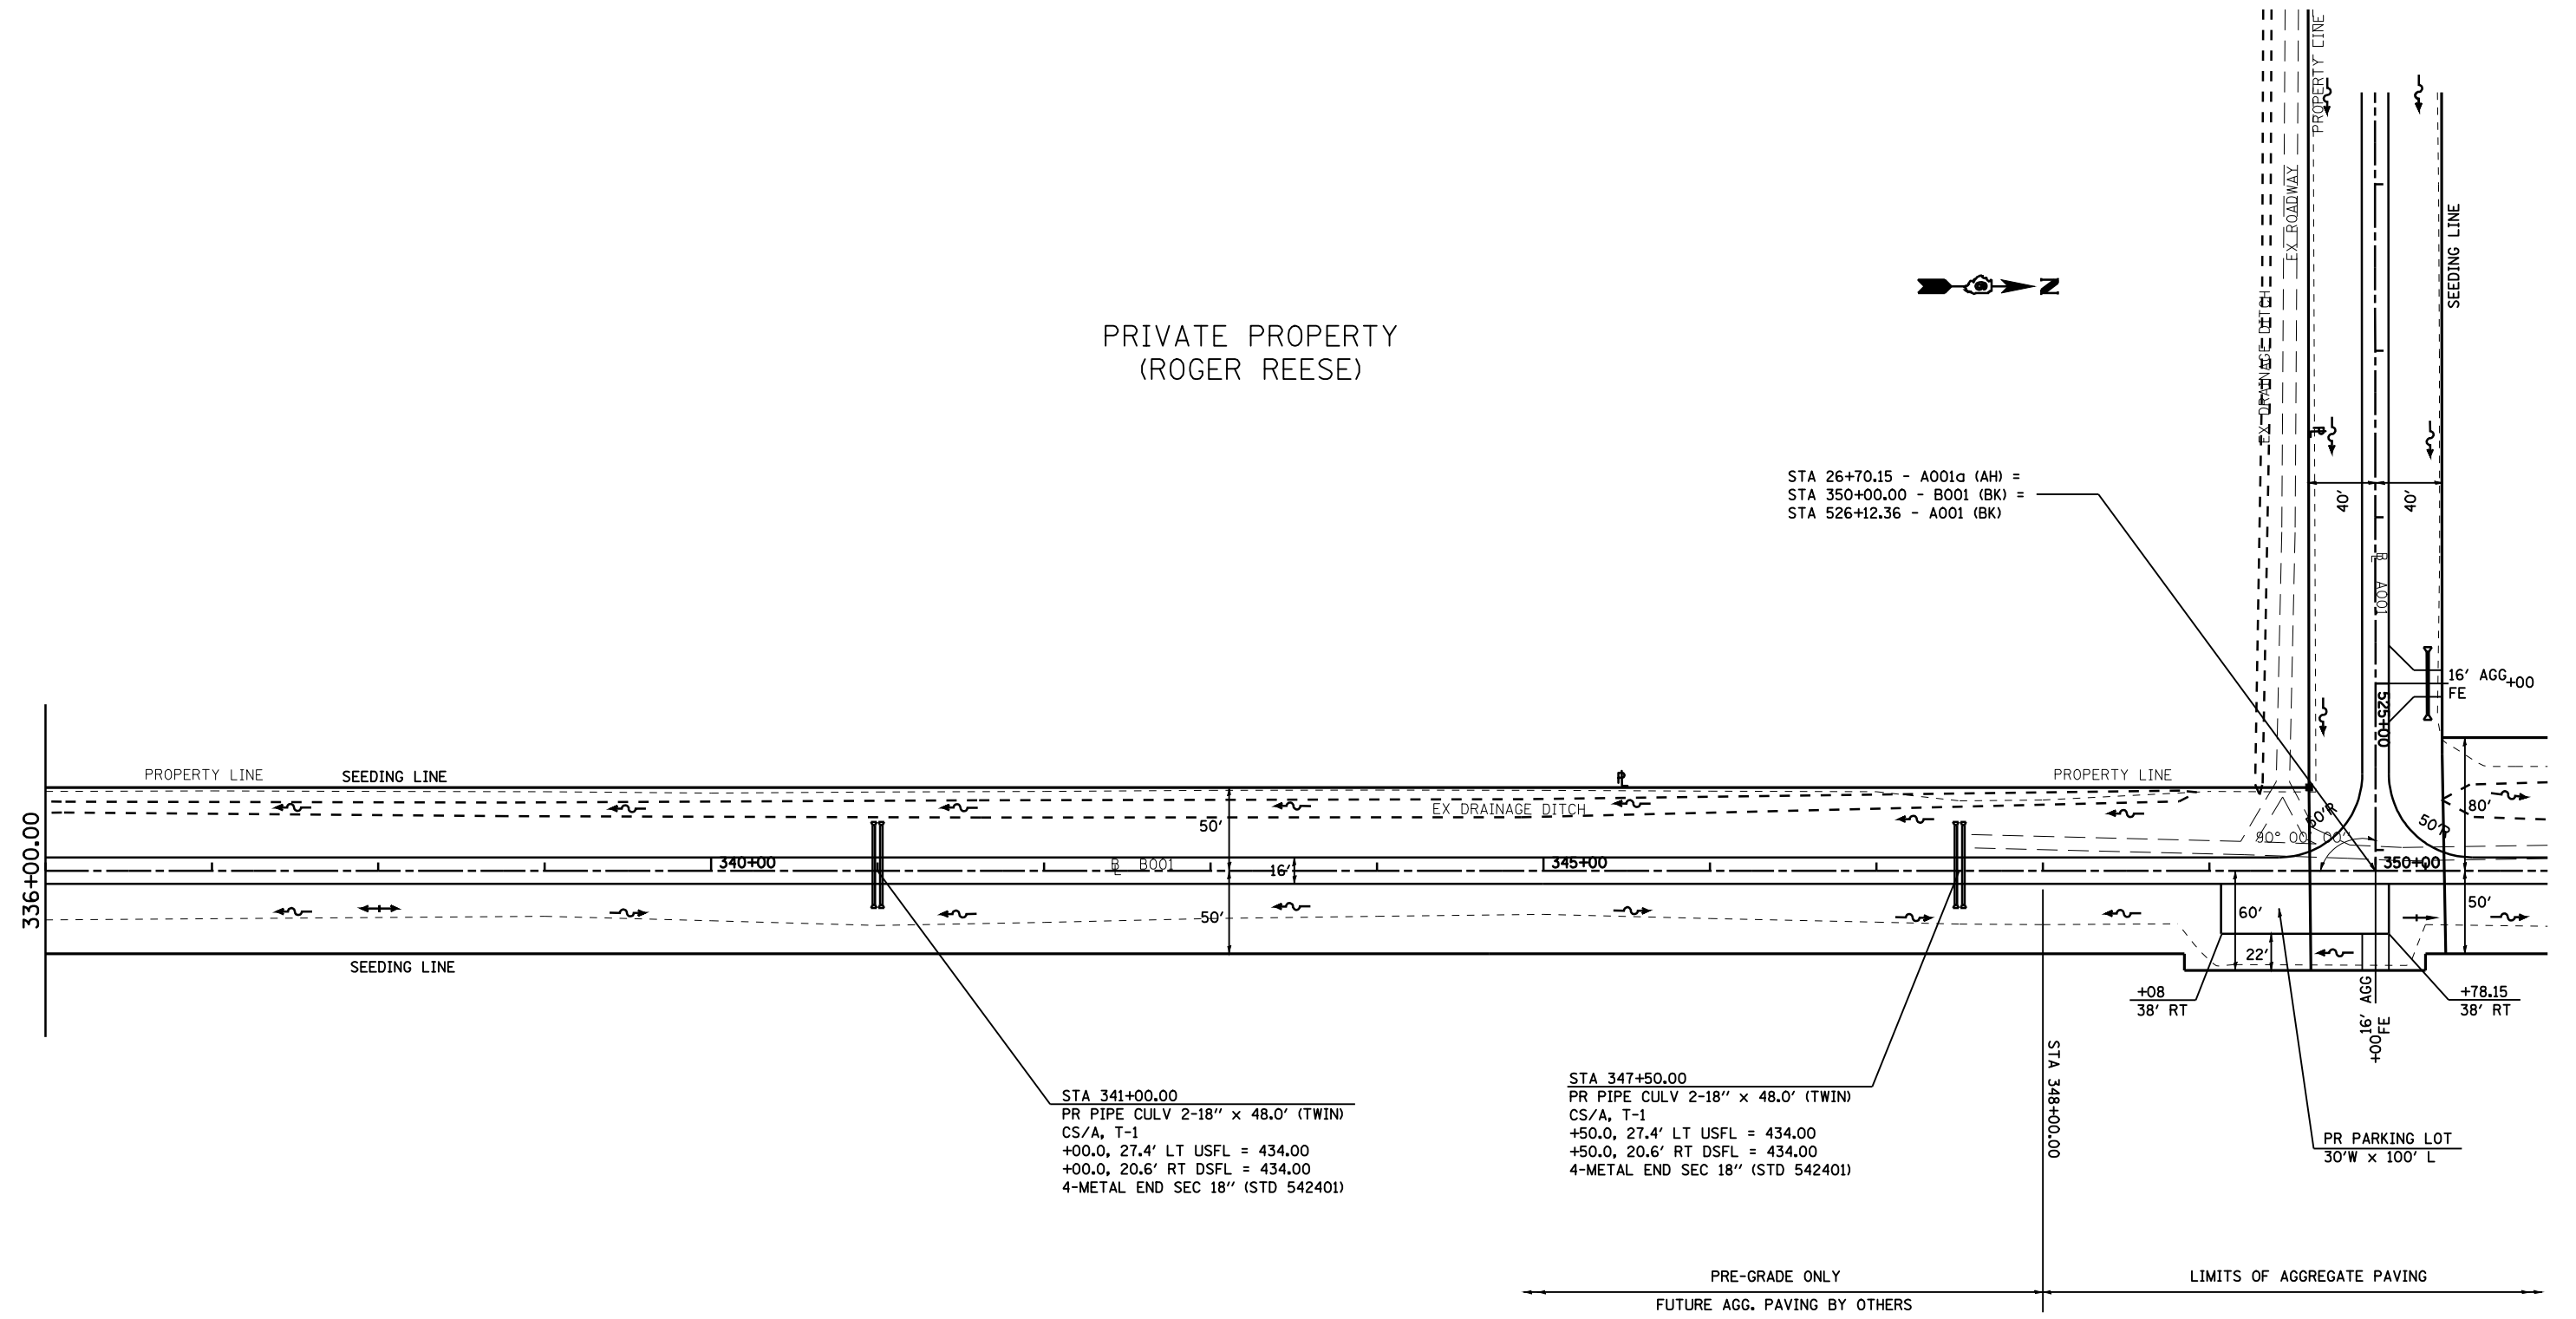 PROPERTY LINE
EX ROADWAY
SEEDING LINE
EX DRAINAGE DITCH
N
PRIVATE PROPERTY
(ROGER REESE)
P
L
STA 26+70.15 - A001a (AH) =
STA 350+00.00 - B001 (BK) =
STA 526+12.36 - A001 (BK)
40'
40'
B
L
A001
16' AGG
FE
+00
525+00
336+00.00
PROPERTY LINE
SEEDING LINE
P
L
PROPERTY LINE
EX DRAINAGE DITCH
50'
50'R
50'R
80'
90° 00' 00"
340+00
B
L
B001
16'
345+00
350+00
50'
60'
50'
22'
SEEDING LINE
+08
38' RT
16' AGG
FE
+00
+78.15
38' RT
STA 348+00.00
STA 341+00.00
PR PIPE CULV 2-18" x 48.0' (TWIN)
CS/A, T-1
+00.0, 27.4' LT USFL = 434.00
+00.0, 20.6' RT DSFL = 434.00
4-METAL END SEC 18" (STD 542401)
STA 347+50.00
PR PIPE CULV 2-18" x 48.0' (TWIN)
CS/A, T-1
+50.0, 27.4' LT USFL = 434.00
+50.0, 20.6' RT DSFL = 434.00
4-METAL END SEC 18" (STD 542401)
PR PARKING LOT
30'W x 100' L
PRE-GRADE ONLY
FUTURE AGG. PAVING BY OTHERS
LIMITS OF AGGREGATE PAVING